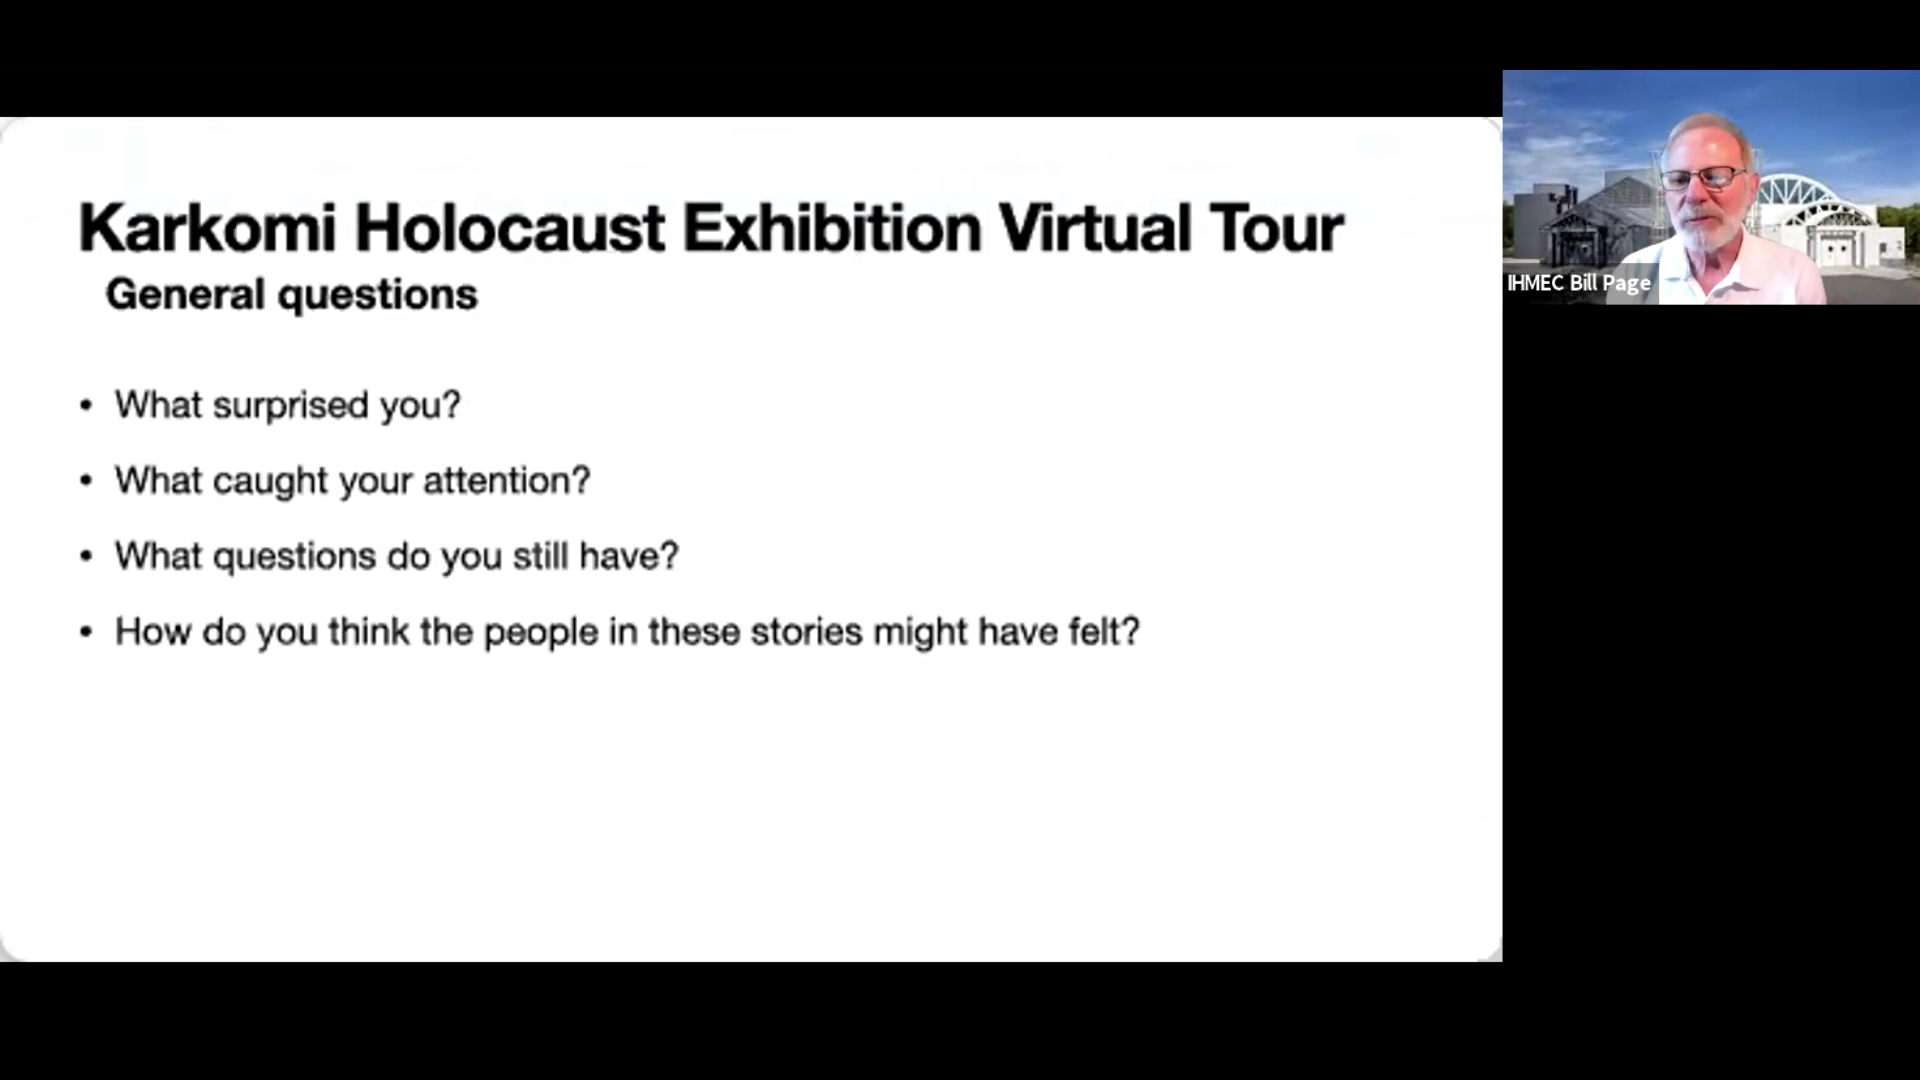 Karkomi Holocaust Exhibition Virtual Tour
General questions
• What surprised you?
• What caught your attention?
• What questions do you still have?
• How do you think the people in these stories might have felt?
IHMEC Bill Page